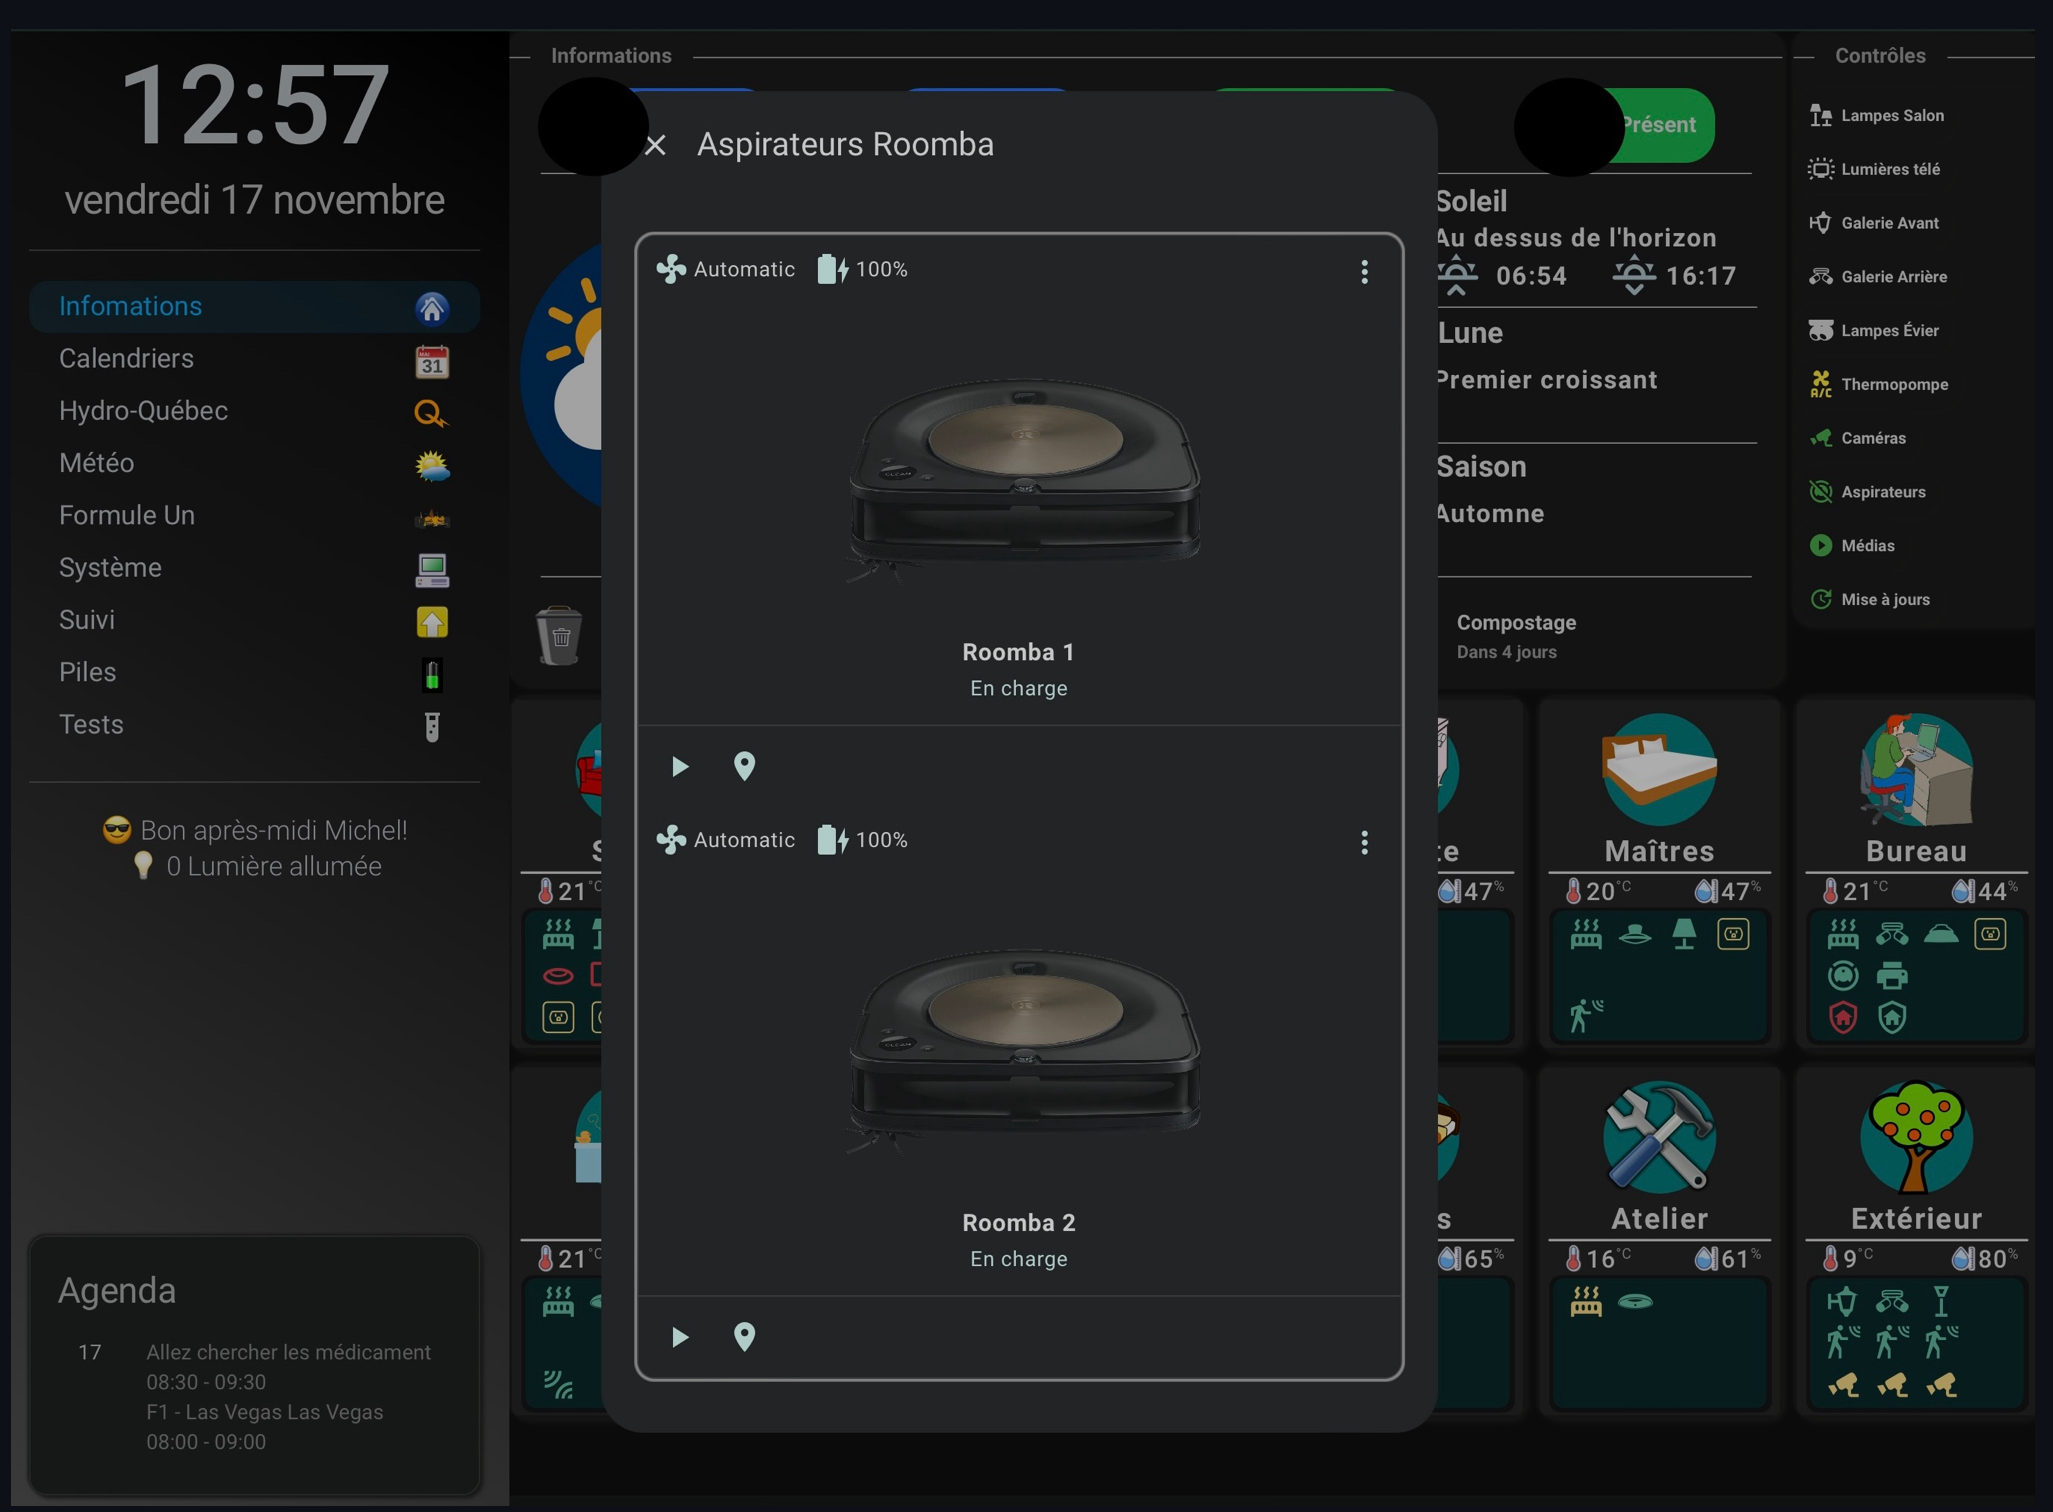 12:57
vendredi 17 novembre
Infomations
Calendriers
MAI
31
Hydro-Québec
Météo
Formule Un
Système
Suivi
Piles
Tests
Bon après-midi Michel!
0 Lumière allumée
Agenda
17
Allez chercher les médicament
08:30 - 09:30
F1 - Las Vegas Las Vegas
08:00 - 09:00
Informations
Présent
Aspirateurs Roomba
Automatic 100%
CLEAN
Roomba 1
En charge
Automatic 100%
CLEAN
Roomba 2
En charge
Soleil
Au dessus de l'horizon
06:54 16:17
Lune
Premier croissant
Saison
Automne
Compostage
Dans 4 jours
Contrôles
Lampes Salon
Lumières télé
Galerie Avant
Galerie Arrière
Lampes Évier
A/C
Thermopompe
Caméras
Aspirateurs
Médias
Mise à jours
S
21°C
te
47%
Maîtres
20°C 47%
Bureau
21°C 44%
21°C
s
65%
Atelier
16°C 61%
Extérieur
9°C 80%